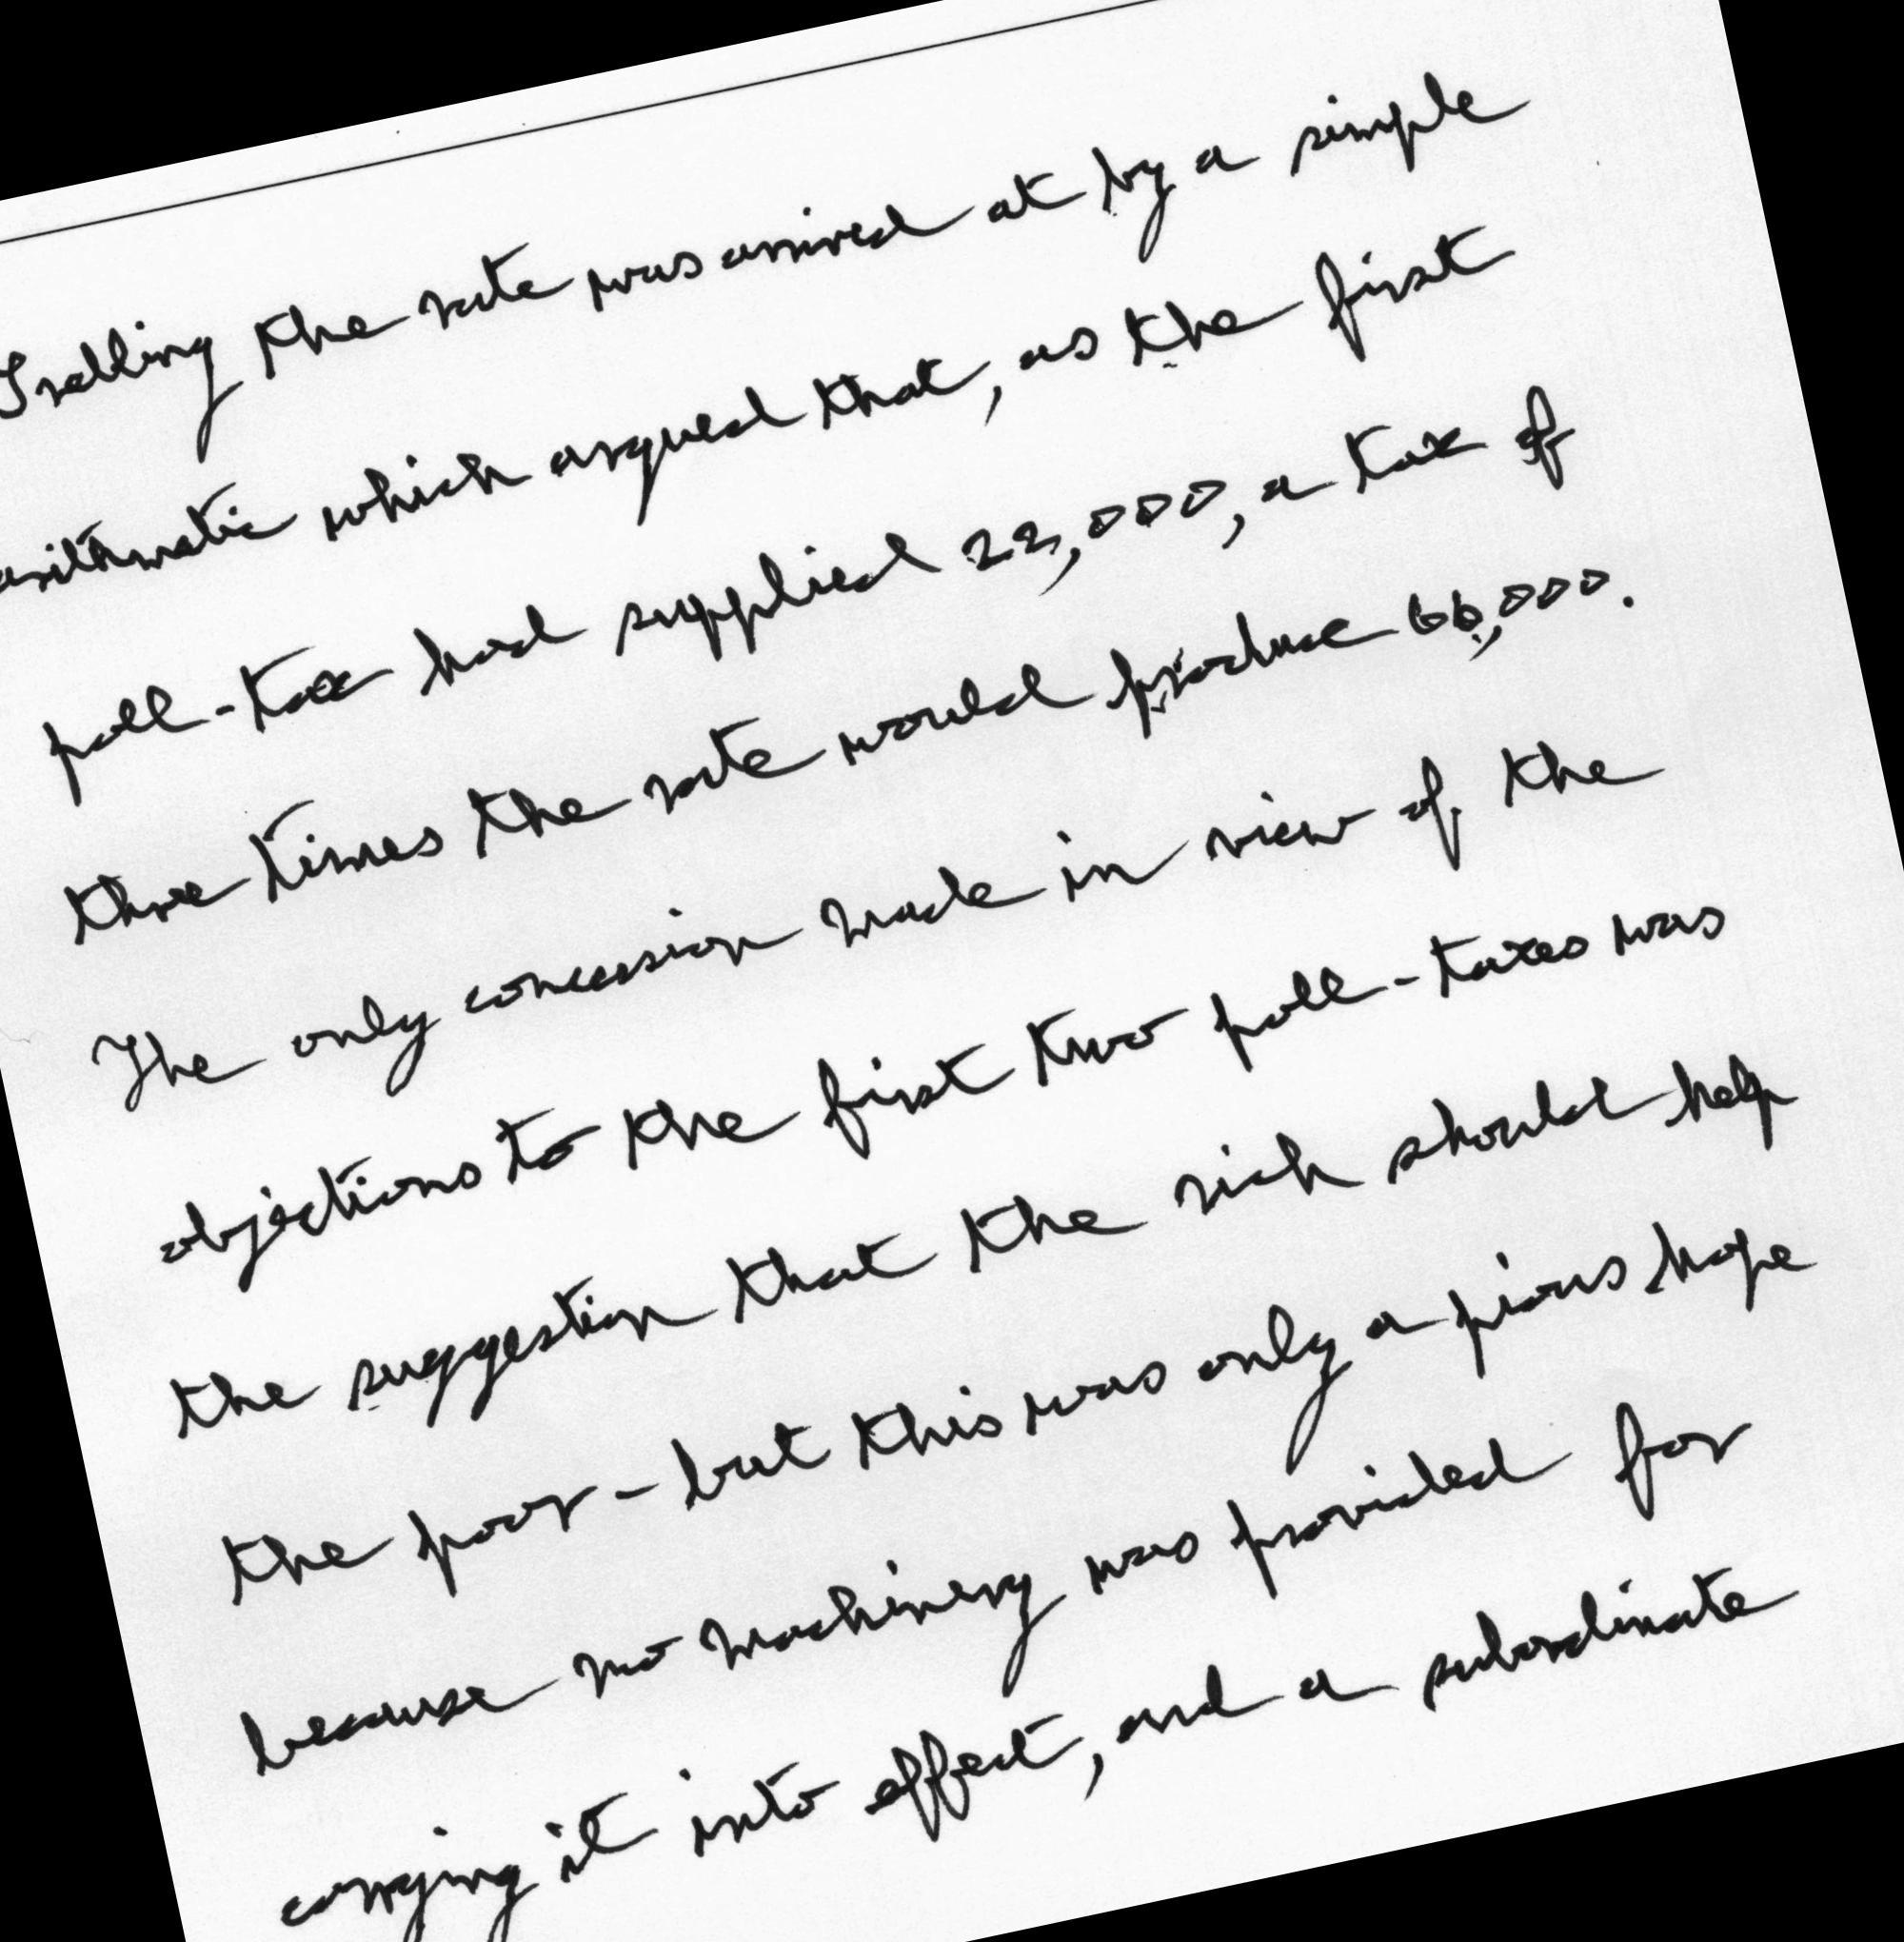 Trebling the rate was arrived at by a simple
arithmetic which argued that, as the first
poll-tax had supplied 22,000, a tax of
three times the rate would produce 66,000.
The only concession made in view of the
objections to the first two poll-taxes was
the suggestion that the rich should help
the poor - but this was only a pious hope
because no machinery was provided for
carrying it into effect, and a subordinate